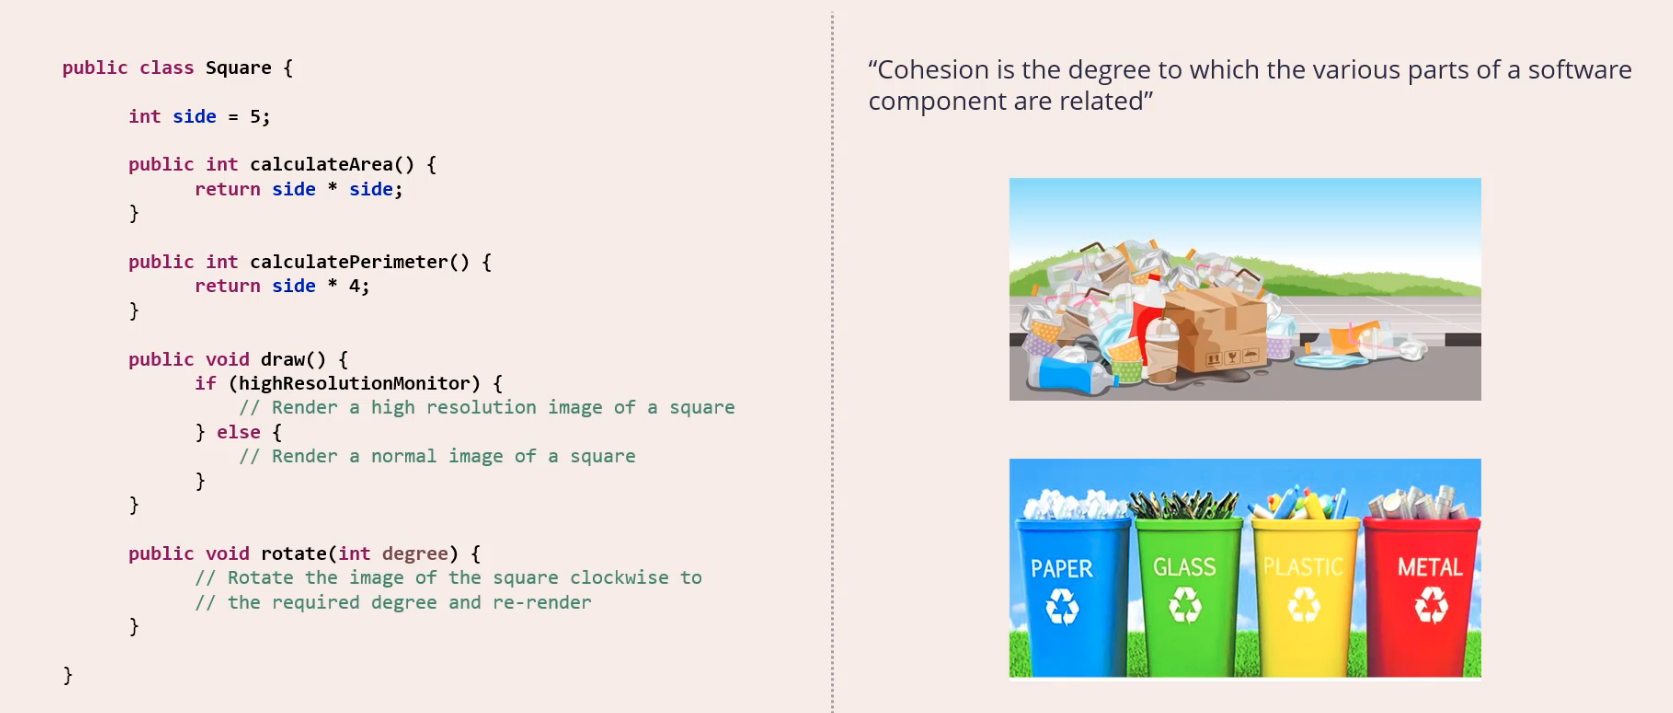 public class Square {
int side = 5;
public int calculateArea() {
return side * side;
}
public int calculatePerimeter() {
return side * 4;
}
public void draw() {
if (highResolutionMonitor) {
// Render a high resolution image of a square
} else {
// Render a normal image of a square
}
}
public void rotate(int degree) {
// Rotate the image of the square clockwise to
// the required degree and re-render
}
}
“Cohesion is the degree to which the various parts of a software
component are related”
PAPER
GLASS
PLASTIC
METAL